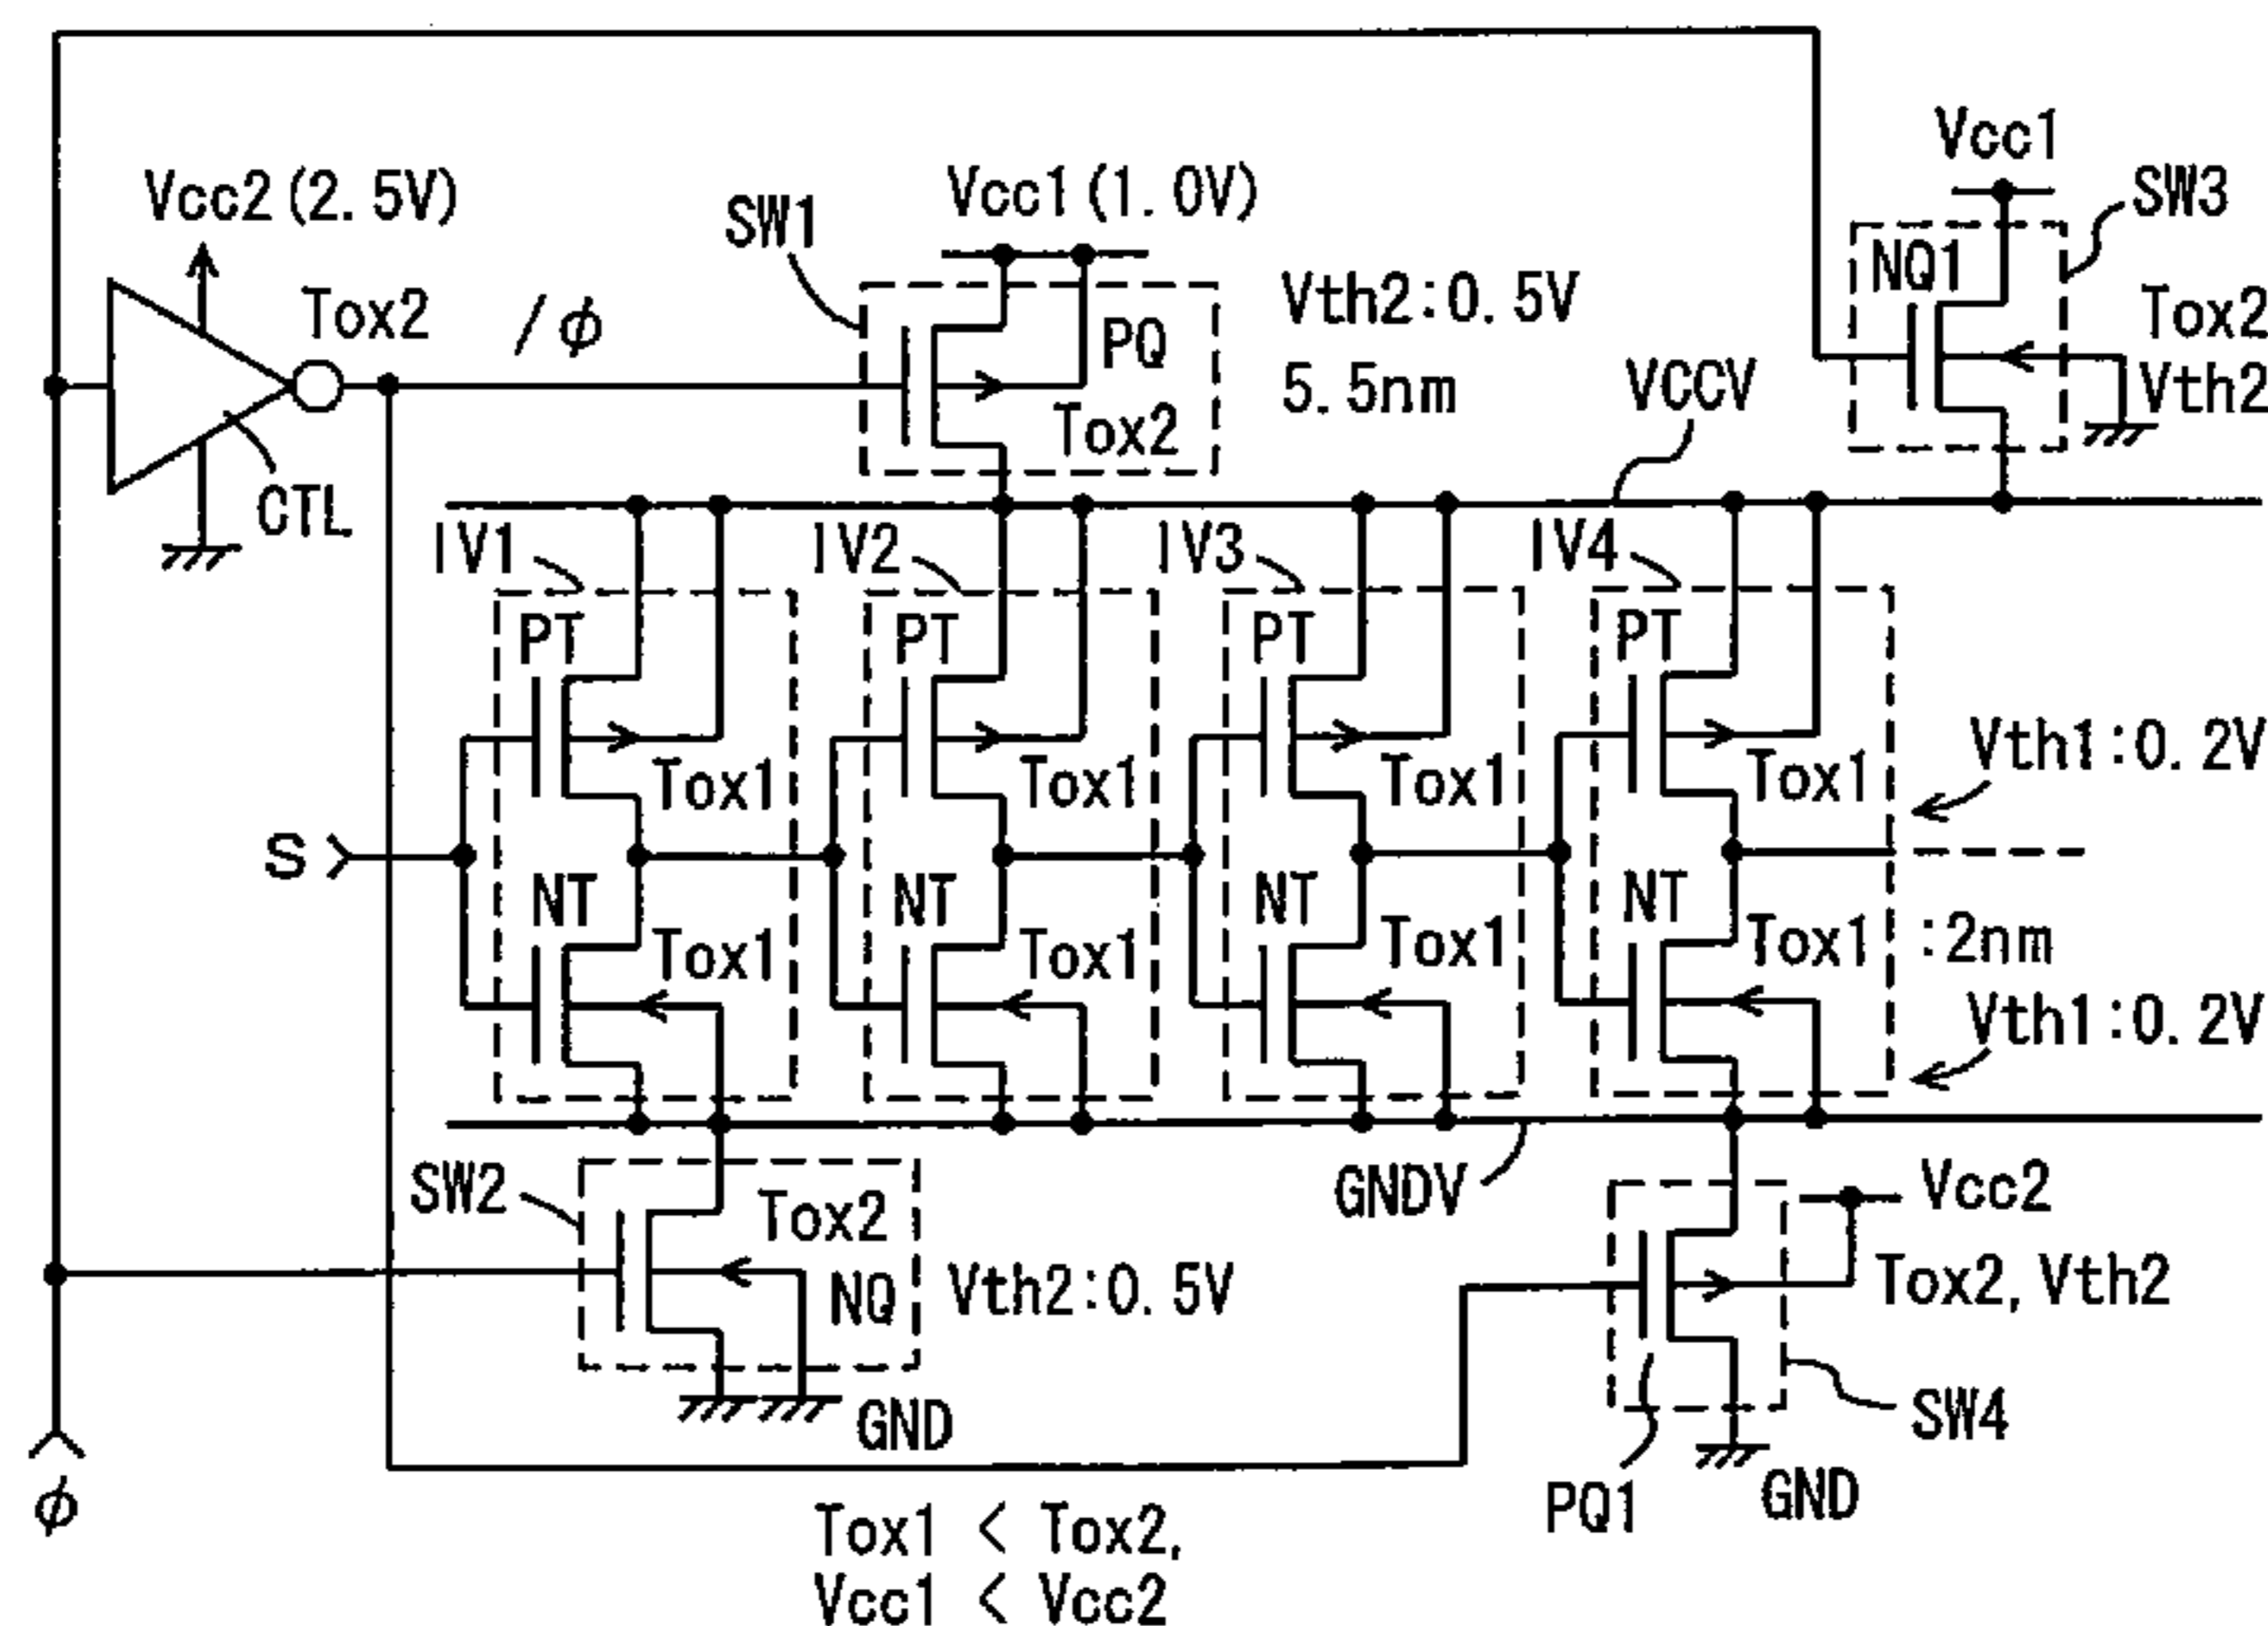 Vcc1
Vcc2(2.5V)
SW1
Vcc1(1.0V)
SW3
NQ1
Tox2
/φ
PQ
Vth2:0.5V
Tox2
5.5nm
VCCV
Vth2
Tox2
CTL
IV1
IV2
IV3
IV4
PT
PT
PT
PT
Vth1:0.2V
Tox1
Tox1
Tox1
Tox1
S
NT
NT
NT
NT
Tox1
Tox1
Tox1
Tox1 :2nm
Vth1:0.2V
SW2
Tox2
GNDV
Vcc2
NQ
Vth2:0.5V
Tox2,Vth2
GND
SW4
φ
PQ1
GND
Tox1 < Tox2,
Vcc1 < Vcc2